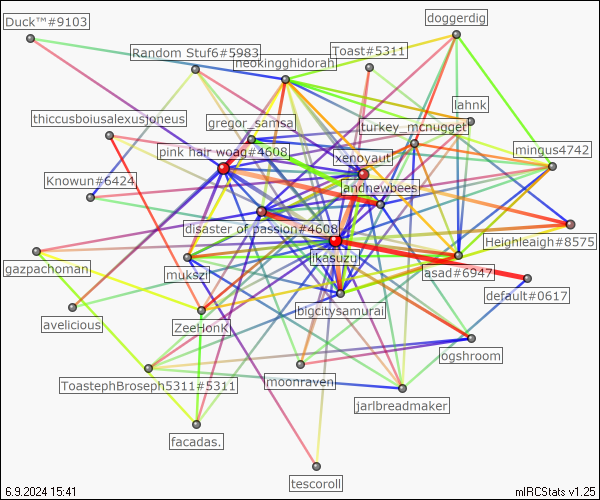 doggerdig
Duck™#9103
Random Stuf6#5983
Toast#5311
neokingghidorah
lahnk
thiccusboiusalexusjoneus
gregor_samsa
turkey_mcnugget
pink hair woag#4608
xenoyaut
mingus4742
Knowun#6424
andnewbees
disaster of passion#4608
Heighleaigh#8575
ikasuzu
gazpachoman
mukszi
asad#6947
default#0617
avelicious
ZeeHonk
bigcitysamurai
ogshroom
ToastephBroseph5311#5311
moonraven
jarlbreadmaker
facadas.
tescoroll
6.9.2024 15:41
mIRCStats v1.25